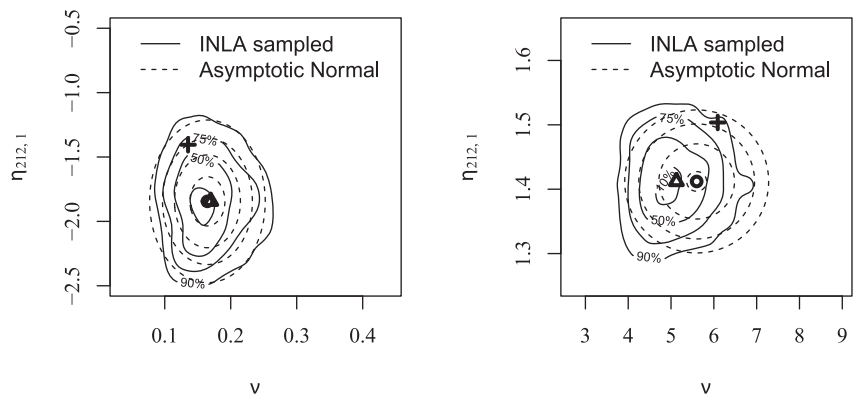 INLA sampled
Asymptotic Normal
75%
50%
90%
−0.5
−1.0
−1.5
−2.0
−2.5
η212, 1
0.1 0.2 0.3 0.4
ν
INLA sampled
Asymptotic Normal
75%
50%
90%
1.6
1.5
1.4
1.3
η212, 1
3 4 5 6 7 8 9
ν